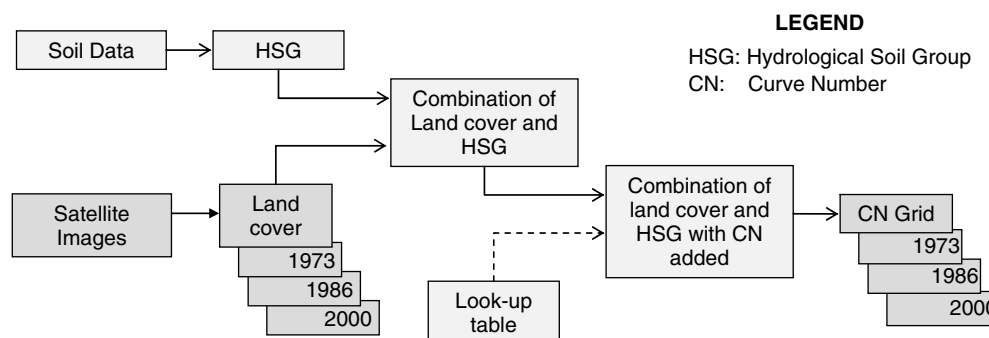 LEGEND
HSG: Hydrological Soil Group
CN: Curve Number
Soil Data
HSG
Combination of
Land cover and
HSG
Satellite
Images
Land
cover
1973
1986
2000
Look-up
table
Combination of
land cover and
HSG with CN
added
CN Grid
1973
1986
2000